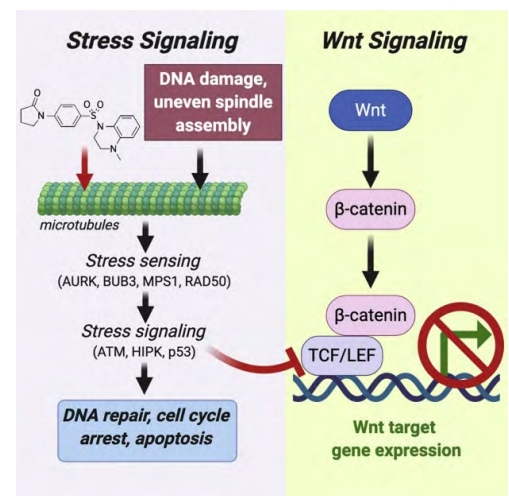 Stress Signaling
Wnt Signaling
O
N
O
O
S
N
N
DNA damage,
uneven spindle
assembly
microtubules
Stress sensing
(AURK, BUB3, MPS1, RAD50)
Stress signaling
(ATM, HIPK, p53)
DNA repair, cell cycle
arrest, apoptosis
Wnt
β-catenin
β-catenin
TCF/LEF
Wnt target
gene expression